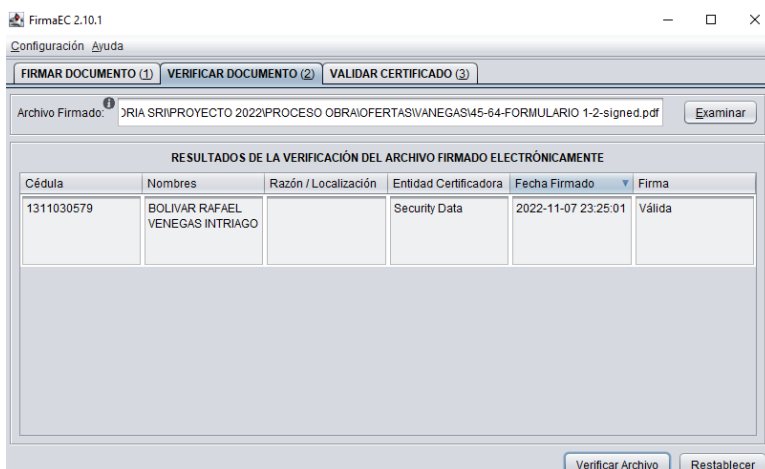 FirmaEC 2.10.1
Configuración Ayuda
FIRMAR DOCUMENTO (1) VERIFICAR DOCUMENTO (2) VALIDAR CERTIFICADO (3)
Archivo Firmado: ORIA SRI\PROYECTO 2022\PROCESO OBRA\OFERTAS\VANEGAS\45-64-FORMULARIO 1-2-signed.pdf Examinar
RESULTADOS DE LA VERIFICACIÓN DEL ARCHIVO FIRMADO ELECTRÓNICAMENTE
Cédula Nombres Razón / Localización Entidad Certificadora Fecha Firmado Firma
1311030579 BOLIVAR RAFAEL Security Data 2022-11-07 23:25:01 Válida
VENEGAS INTRIAGO
Verificar Archivo Restablecer